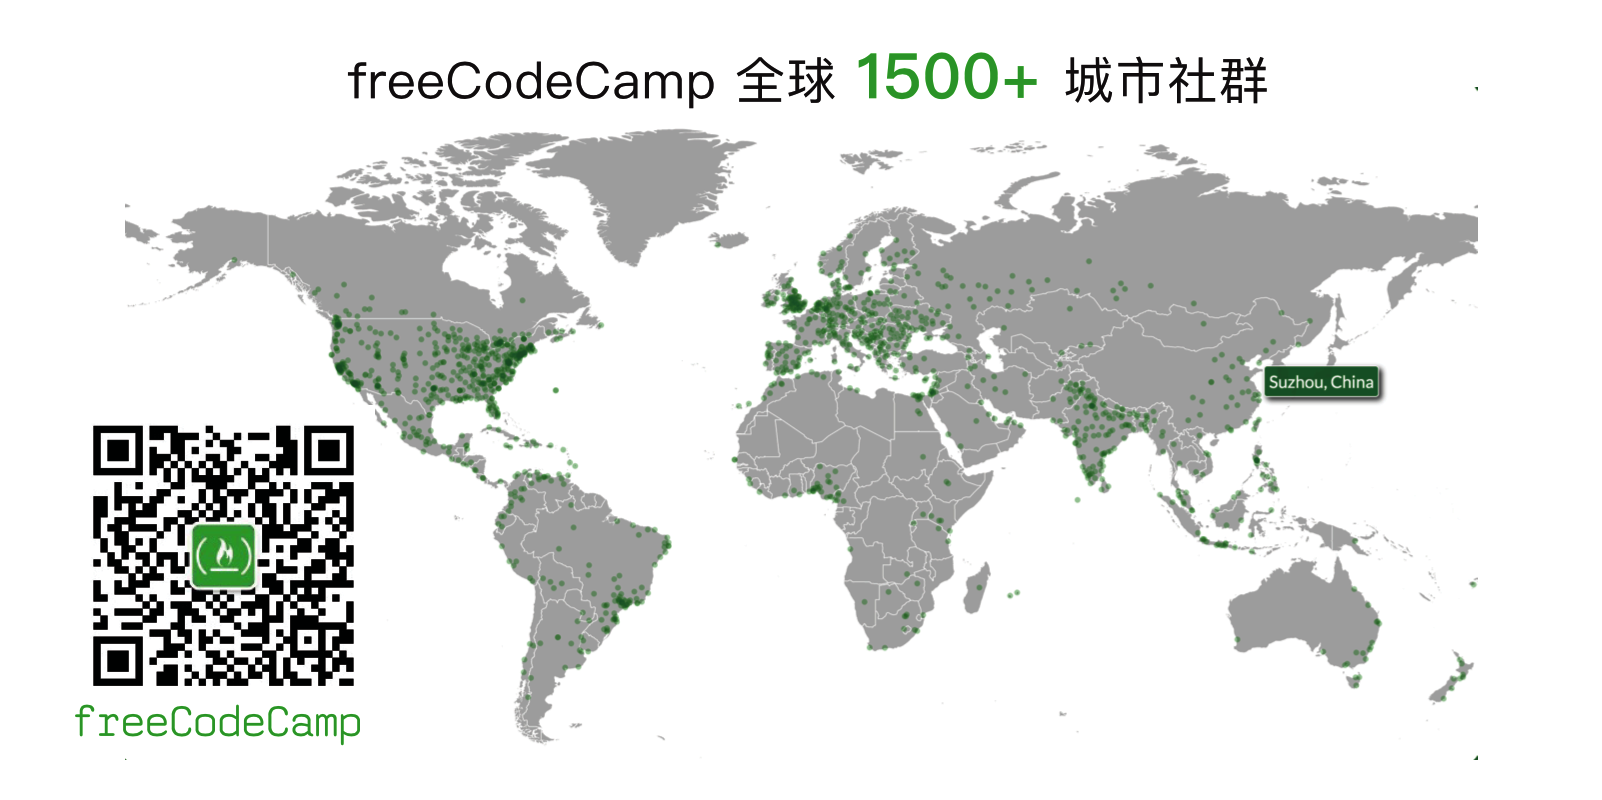 freeCodeCamp 全球 1500+ 城市社群
Suzhou, China
freeCodeCamp